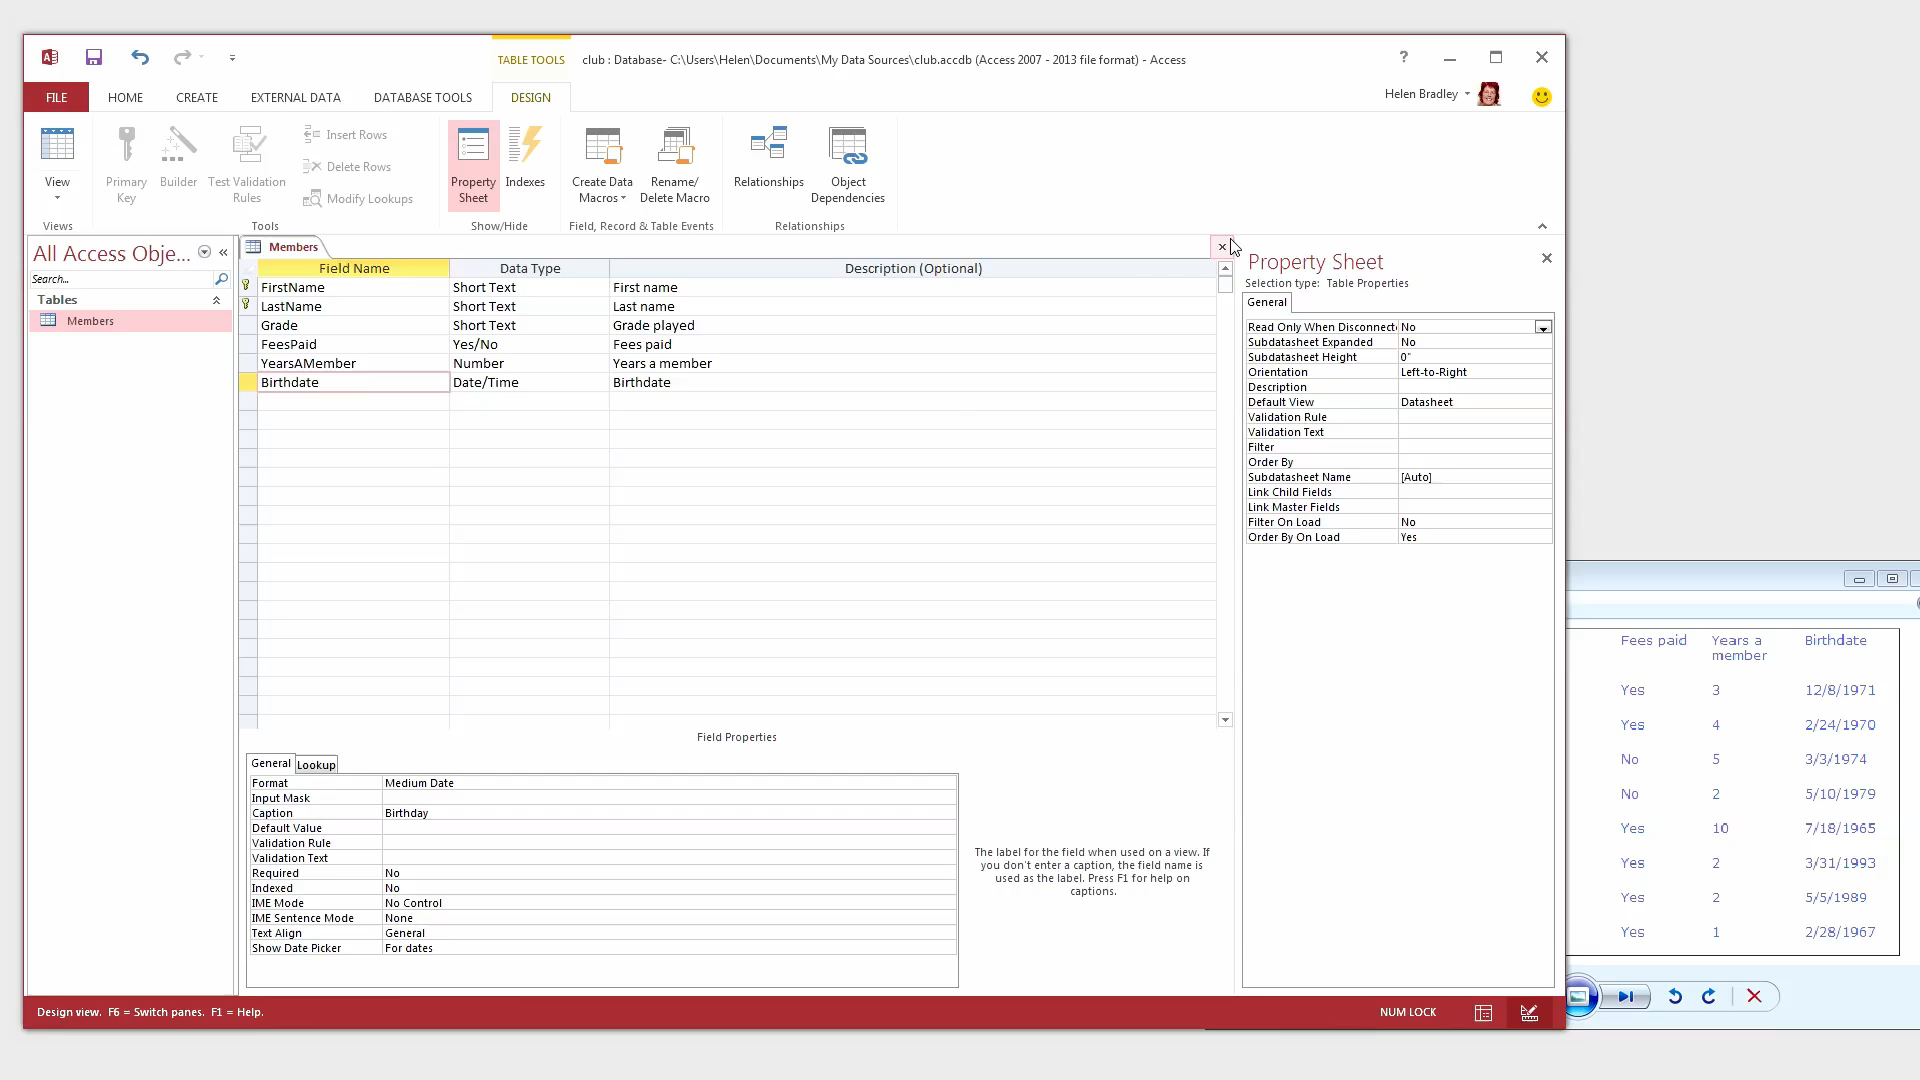 TABLE TOOLS
club : Database- C:\Users\Helen\Documents\My Data Sources\club.accdb (Access 2007 - 2013 file format) - Access
?
FILE
HOME
CREATE
EXTERNAL DATA
DATABASE TOOLS
DESIGN
Helen Bradley
View
Primary Key
Builder
Test Validation Rules
Insert Rows
Delete Rows
Modify Lookups
Property Sheet
Indexes
Create Data Macros
Rename/ Delete Macro
Relationships
Object Dependencies
Views
Tools
Show/Hide
Field, Record & Table Events
Relationships
All Access Obje...
Search...
Tables
Members
Members
Field Name Data Type Description (Optional)
FirstName Short Text First name
LastName Short Text Last name
Grade Short Text Grade played
FeesPaid Yes/No Fees paid
YearsAMember Number Years a member
Birthdate Date/Time Birthdate
Field Properties
General Lookup
Format Medium Date
Input Mask
Caption Birthday
Default Value
Validation Rule
Validation Text
Required No
Indexed No
IME Mode No Control
IME Sentence Mode None
Text Align General
Show Date Picker For dates
The label for the field when used on a view. If
you don't enter a caption, the field name is
used as the label. Press F1 for help on
captions.
Property Sheet
Selection type: Table Properties
General
Read Only When Disconnect No
Subdatasheet Expanded No
Subdatasheet Height 0"
Orientation Left-to-Right
Description
Default View Datasheet
Validation Rule
Validation Text
Filter
Order By
Subdatasheet Name [Auto]
Link Child Fields
Link Master Fields
Filter On Load No
Order By On Load Yes
Fees paid Years a member Birthdate
Yes 3 12/8/1971
Yes 4 2/24/1970
No 5 3/3/1974
No 2 5/10/1979
Yes 10 7/18/1965
Yes 2 3/31/1993
Yes 2 5/5/1989
Yes 1 2/28/1967
Design view. F6 = Switch panes. F1 = Help.
NUM LOCK